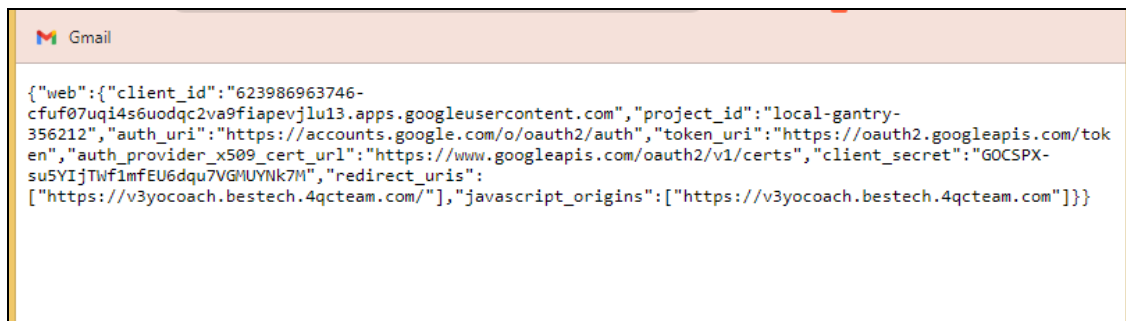 Gmail
{"web":{"client_id":"623986963746-
cfuf07uqi4s6uodqc2va9fiapevjlu13.apps.googleusercontent.com","project_id":"local-gantry-
356212","auth_uri":"https://accounts.google.com/o/oauth2/auth","token_uri":"https://oauth2.googleapis.com/tok
en","auth_provider_x509_cert_url":"https://www.googleapis.com/oauth2/v1/certs","client_secret":"GOCSPX-
su5YIjTWf1mfEU6dqu7VGMUYNk7M","redirect_uris":
["https://v3yocoach.bestech.4qcteam.com/"],"javascript_origins":["https://v3yocoach.bestech.4qcteam.com"]}}